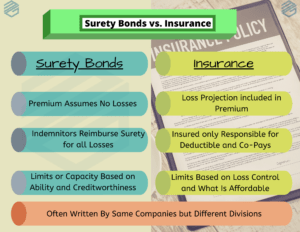 Surety Bonds vs. Insurance
Surety Bonds
Insurance
INSURANCE POLICY
Premium Assumes No Losses
Loss Projection included in
Premium
Indemnitors Reimburse Surety
for all Losses
Insured only Responsible for
Deductible and Co-Pays
Limits or Capacity Based on
Ability and Creditworthiness
Limits Based on Loss Control
and What Is Affordable
Often Written By Same Companies but Different Divisions